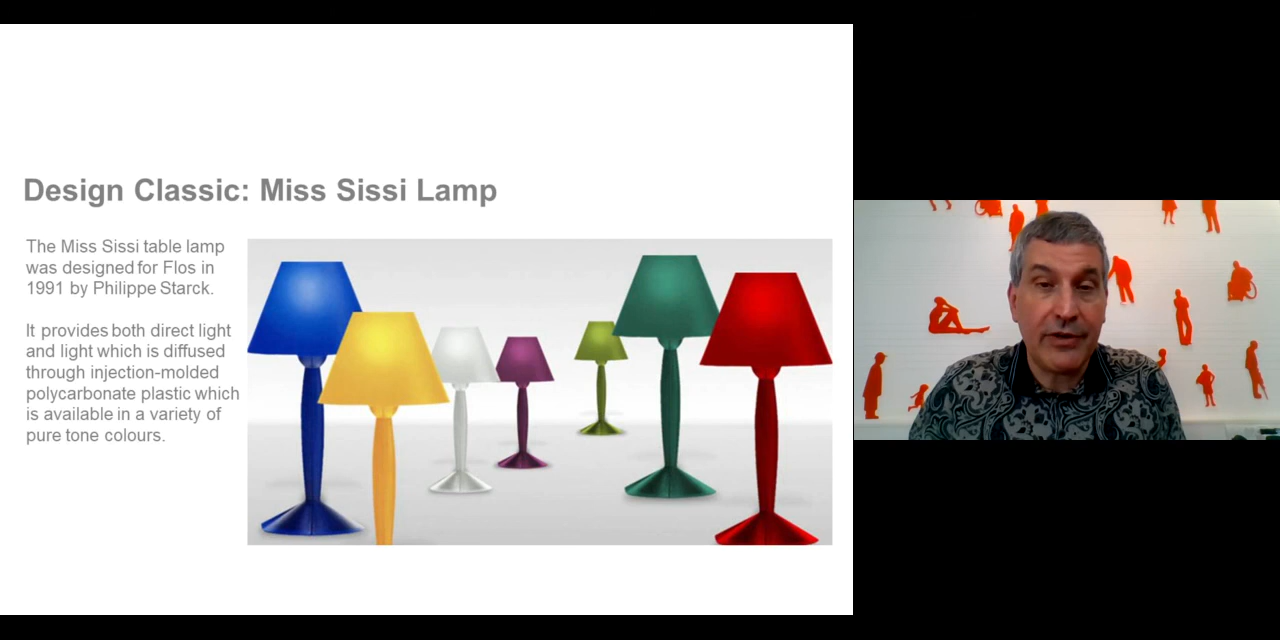 Design Classic: Miss Sissi Lamp
The Miss Sissi table lamp
was designed for Flos in
1991 by Philippe Starck.
It provides both direct light
and light which is diffused
through injection-molded
polycarbonate plastic which
is available in a variety of
pure tone colours.